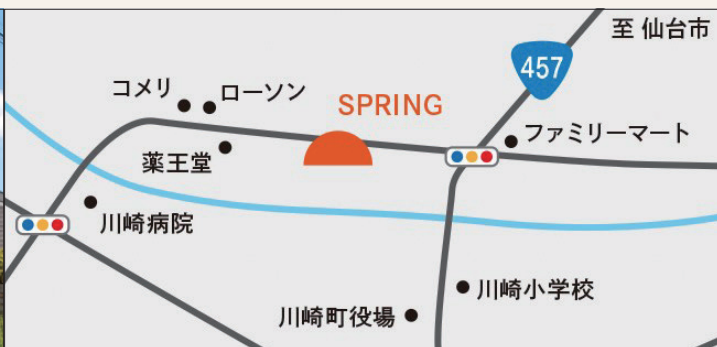 至 仙台市
457
コメリ
ローソン
SPRING
ファミリーマート
薬王堂
川崎病院
川崎小学校
川崎町役場